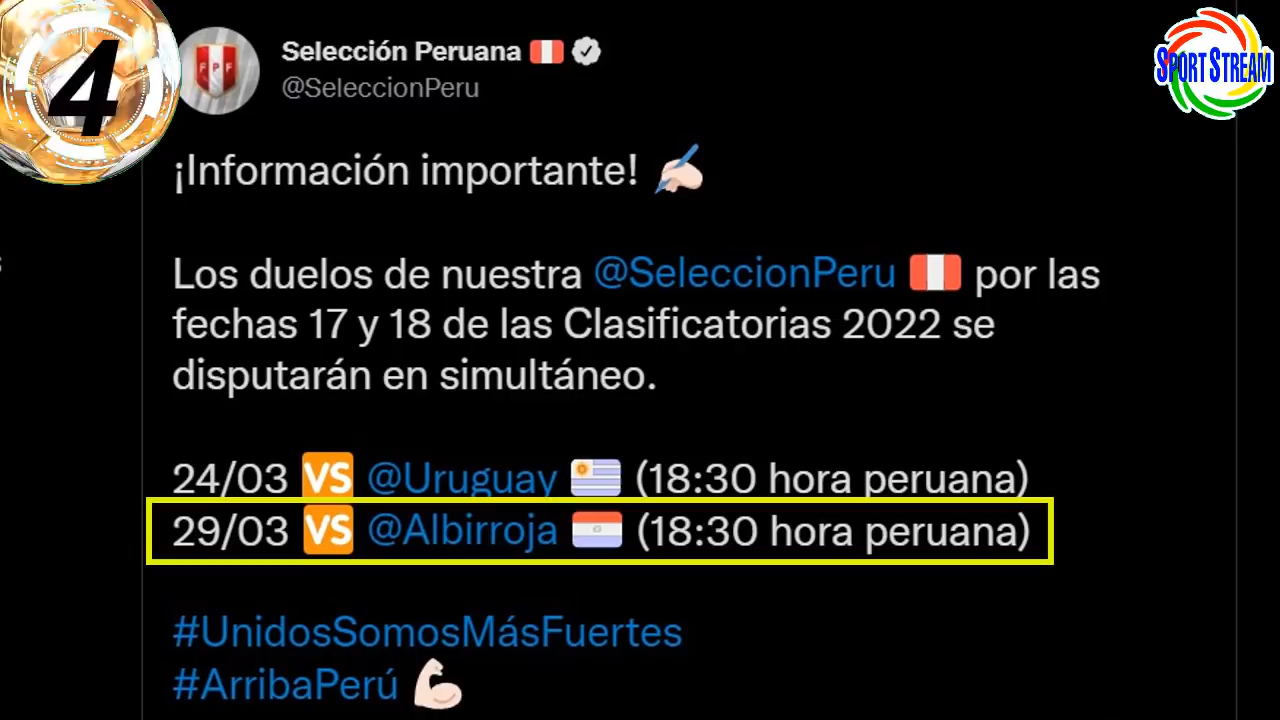 4
Selección Peruana
FPF
@SeleccionPeru
SPORT STREAM
¡Información importante!
Los duelos de nuestra @SeleccionPeru por las
fechas 17 y 18 de las Clasificatorias 2022 se
disputarán en simultáneo.
24/03 VS @Uruguay (18:30 hora peruana)
29/03 VS @Albirroja (18:30 hora peruana)
#UnidosSomosMásFuertes
#ArribaPerú